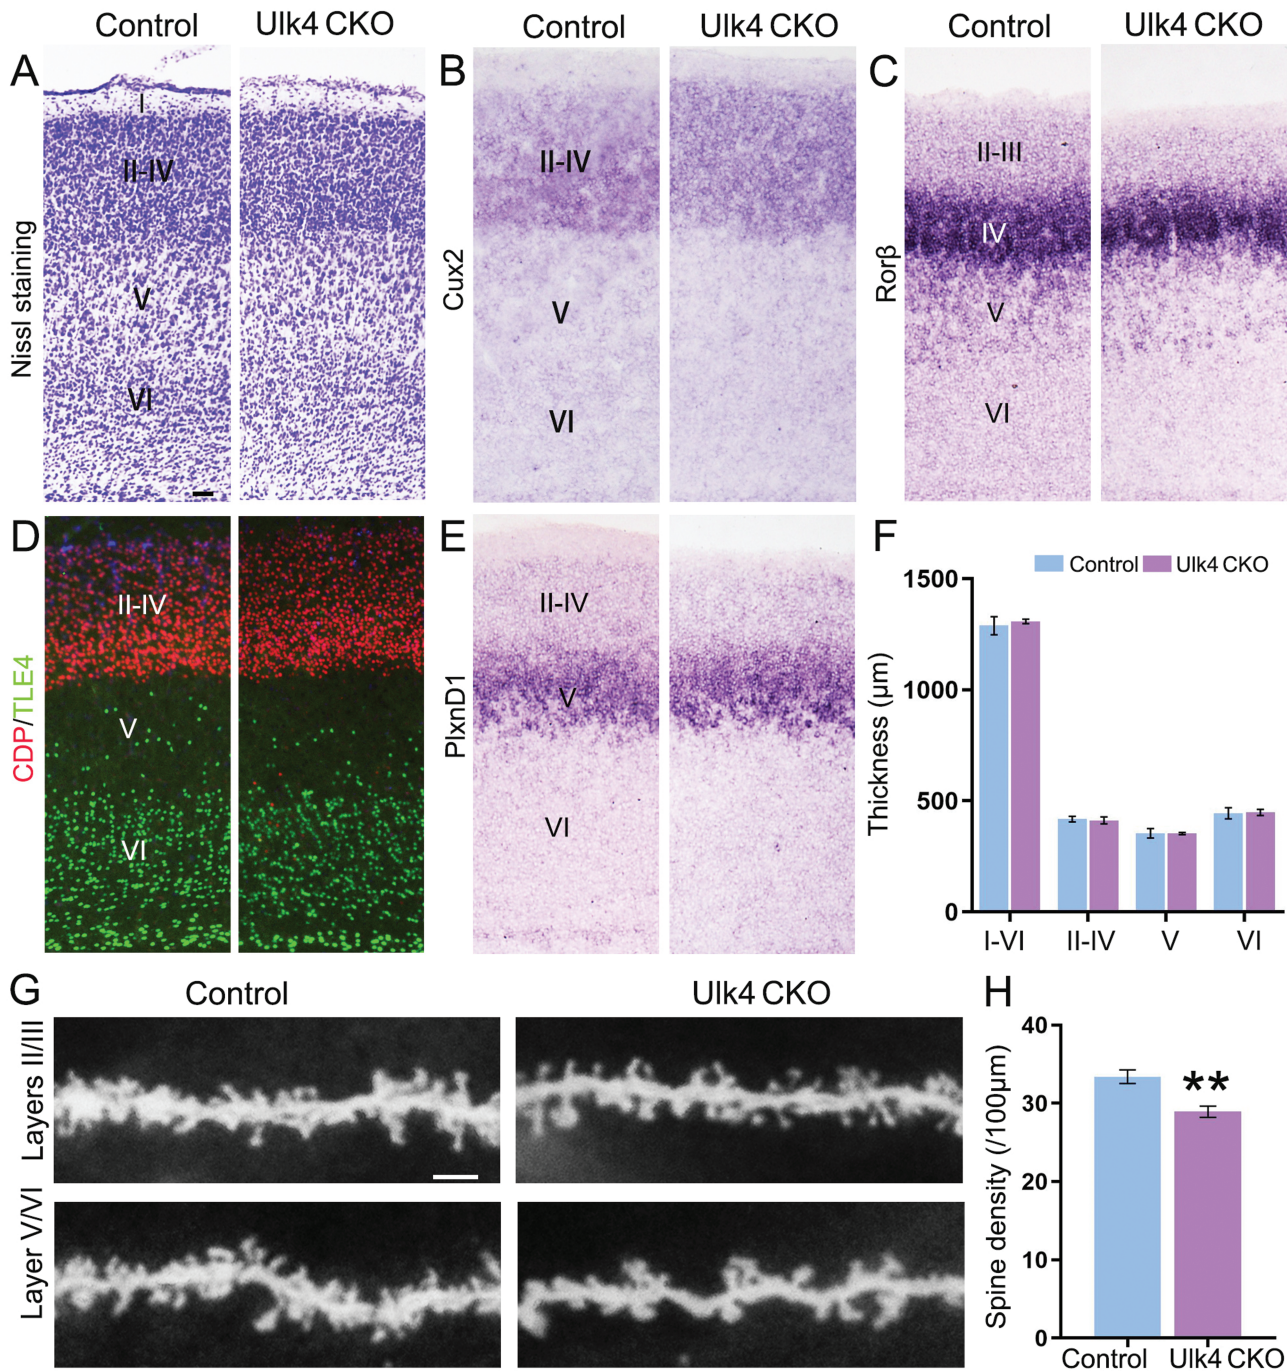 Control Ulk4 CKO Control Ulk4 CKO Control Ulk4 CKO
A
Nissl staining
I
II-IV
V
VI
B
Cux2
II-IV
V
VI
C
Rorβ
II-III
IV
V
VI
D
CDP/TLE4
II-IV
V
VI
E
PlxnD1
II-IV
V
VI
F
Control Ulk4 CKO
Thickness (μm)
1500
1000
500
0
I-VI II-IV V VI
G
Control Ulk4 CKO
Layers II/III
Layer V/VI
H
Spine density (/100μm)
40
30
20
10
0
**
Control Ulk4 CKO